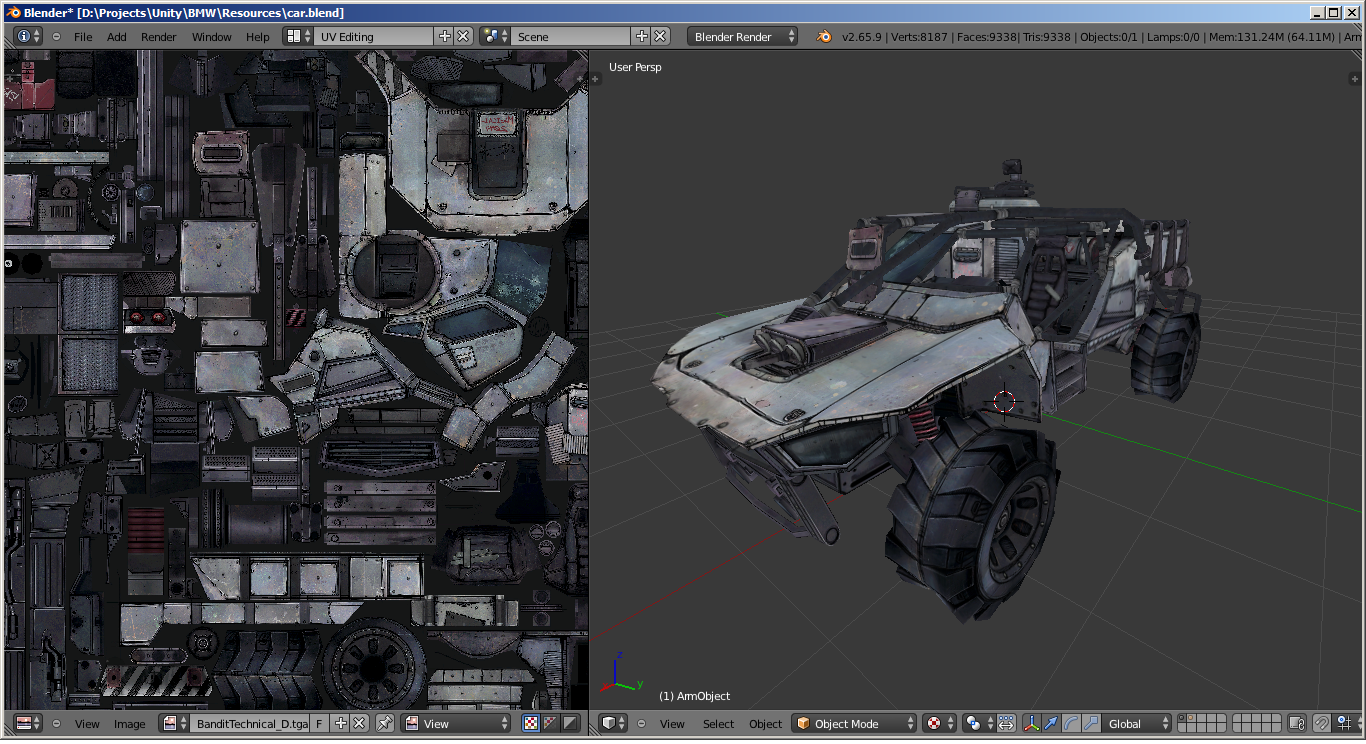 Blender* [D:\Projects\Unity\BMW\Resources\car.blend]
File Add Render Window Help UV Editing Scene Blender Render v2.65.9 | Verts:8187 | Faces:9338| Tris:9338 | Objects:0/1 | Lamps:0/0 | Mem:131.24M (64.11M) | Arm
User Persp
z
y
(1) ArmObject
View Image BanditTechnical_D.tga F View View Select Object Object Mode Global